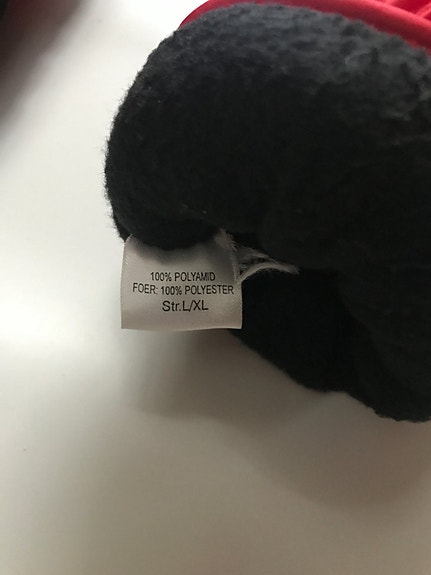 100% POLYAMID
FOER: 100% POLYESTER
Str.L/XL